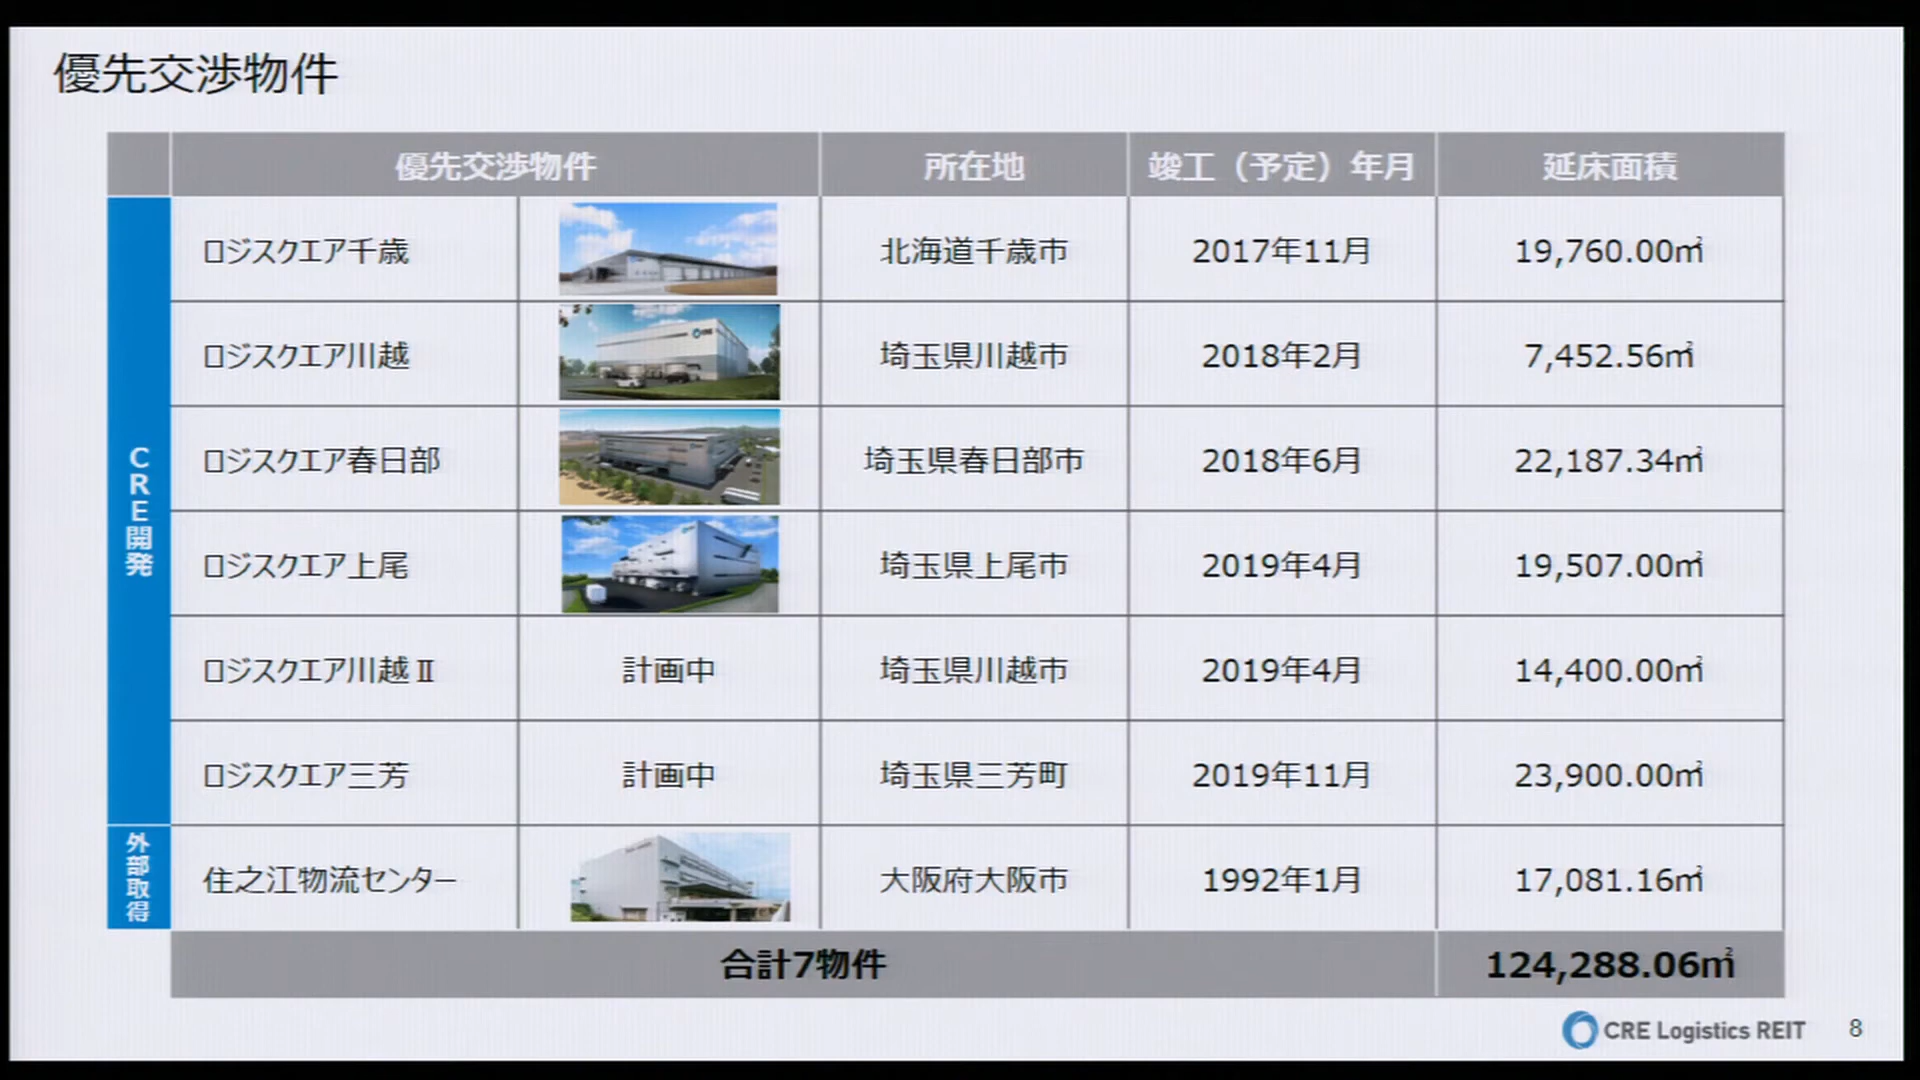 優先交渉物件
優先交渉物件 所在地 竣工（予定）年月 延床面積
CRE開発
ロジスクエア千歳 北海道千歳市 2017年11月 19,760.00㎡
ロジスクエア川越 埼玉県川越市 2018年2月 7,452.56㎡
ロジスクエア春日部 埼玉県春日部市 2018年6月 22,187.34㎡
ロジスクエア上尾 埼玉県上尾市 2019年4月 19,507.00㎡
ロジスクエア川越Ⅱ 計画中 埼玉県川越市 2019年4月 14,400.00㎡
ロジスクエア三芳 計画中 埼玉県三芳町 2019年11月 23,900.00㎡
外部取得
住之江物流センター 大阪府大阪市 1992年1月 17,081.16㎡
合計7物件 124,288.06㎡
CRE Logistics REIT 8